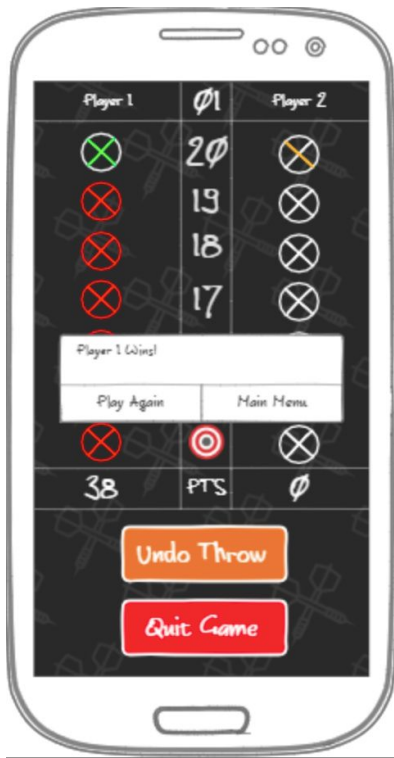 Player 1 Ø1 Player 2
2Ø
19
18
17
Player 1 Wins!
Play Again Main Menu
38 PTS Ø
Undo Throw
Quit Game